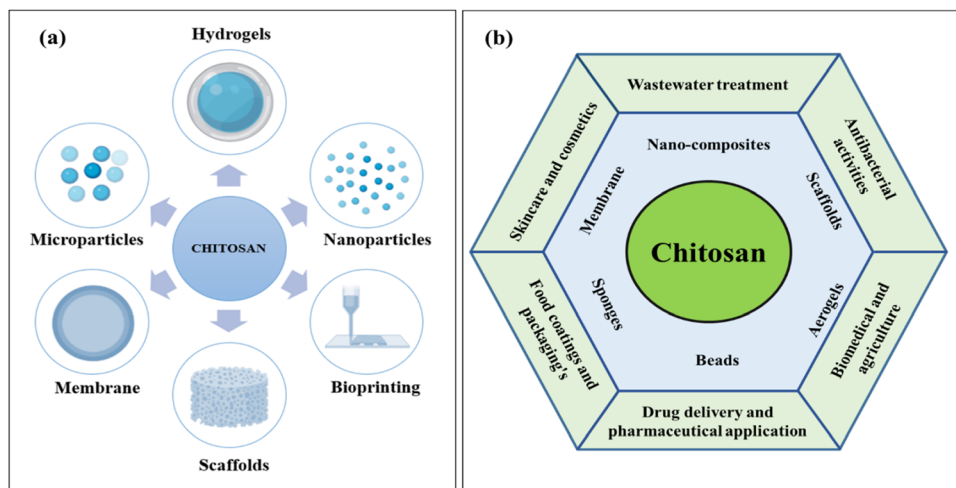 (a)
Hydrogels
Microparticles
CHITOSAN
Nanoparticles
Membrane
Bioprinting
Scaffolds
(b)
Wastewater treatment
Skincare and cosmetics
Antibacterial
activities
Nano-composites
Membrane
Scaffolds
Chitosan
Sponges
Aerogels
Beads
Food coatings and
packaging's
Biomedical and
agriculture
Drug delivery and
pharmaceutical application